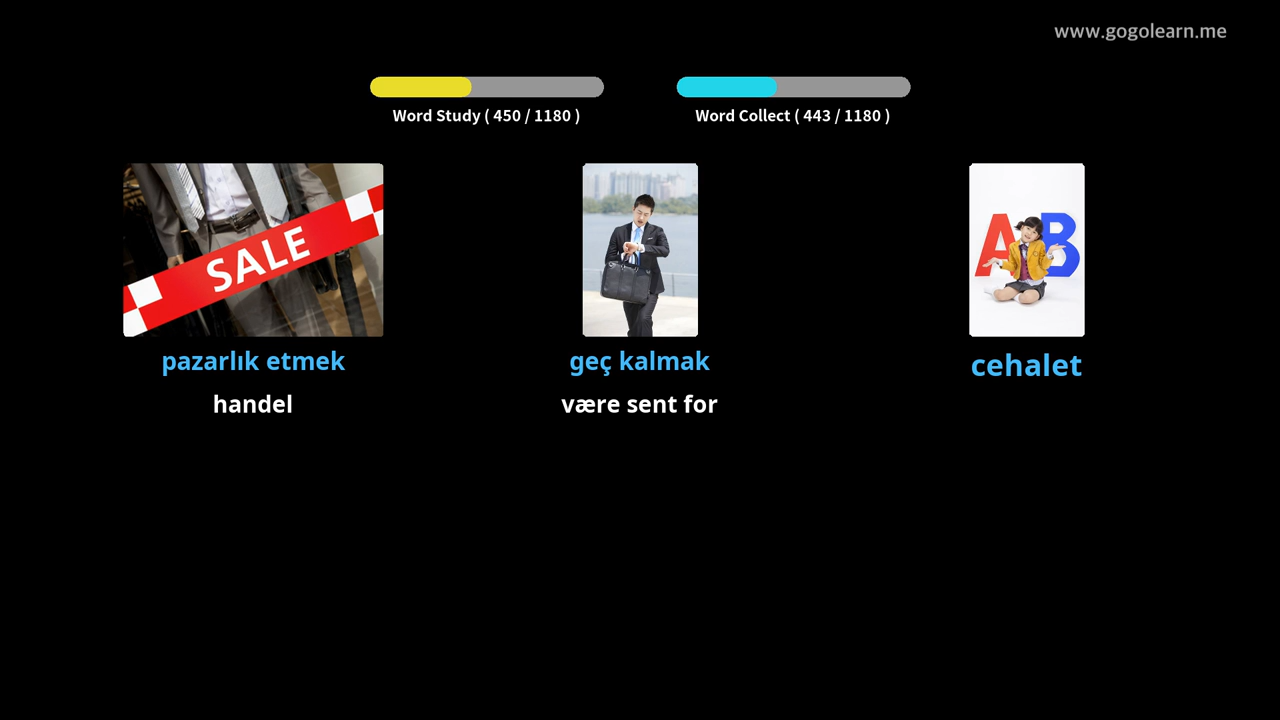 www.gogolearn.me
Word Study ( 450 / 1180 )
Word Collect ( 443 / 1180 )
SALE
A B
pazarlık etmek
geç kalmak
cehalet
handel
være sent for